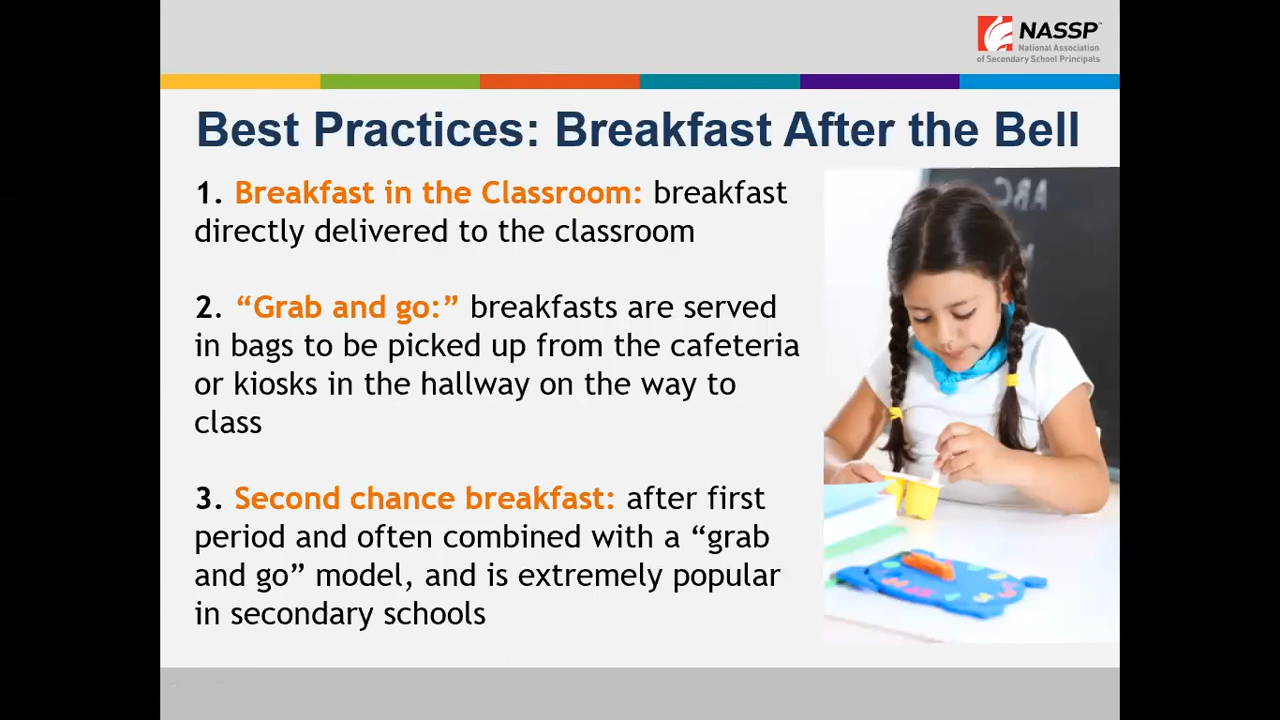 NASSP™
National Association
of Secondary School Principals
Best Practices: Breakfast After the Bell
1. Breakfast in the Classroom: breakfast
directly delivered to the classroom
2. “Grab and go:” breakfasts are served
in bags to be picked up from the cafeteria
or kiosks in the hallway on the way to
class
3. Second chance breakfast: after first
period and often combined with a “grab
and go” model, and is extremely popular
in secondary schools
ABC